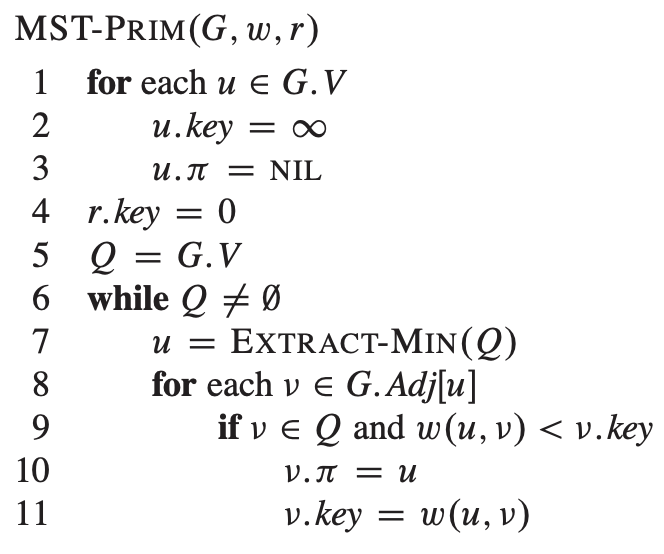 MST-PRIM(G, w, r)
1 for each u ∈ G.V
2 u.key = ∞
3 u.π = NIL
4 r.key = 0
5 Q = G.V
6 while Q ≠ ∅
7 u = EXTRACT-MIN(Q)
8 for each v ∈ G.Adj[u]
9 if v ∈ Q and w(u, v) < v.key
10 v.π = u
11 v.key = w(u, v)